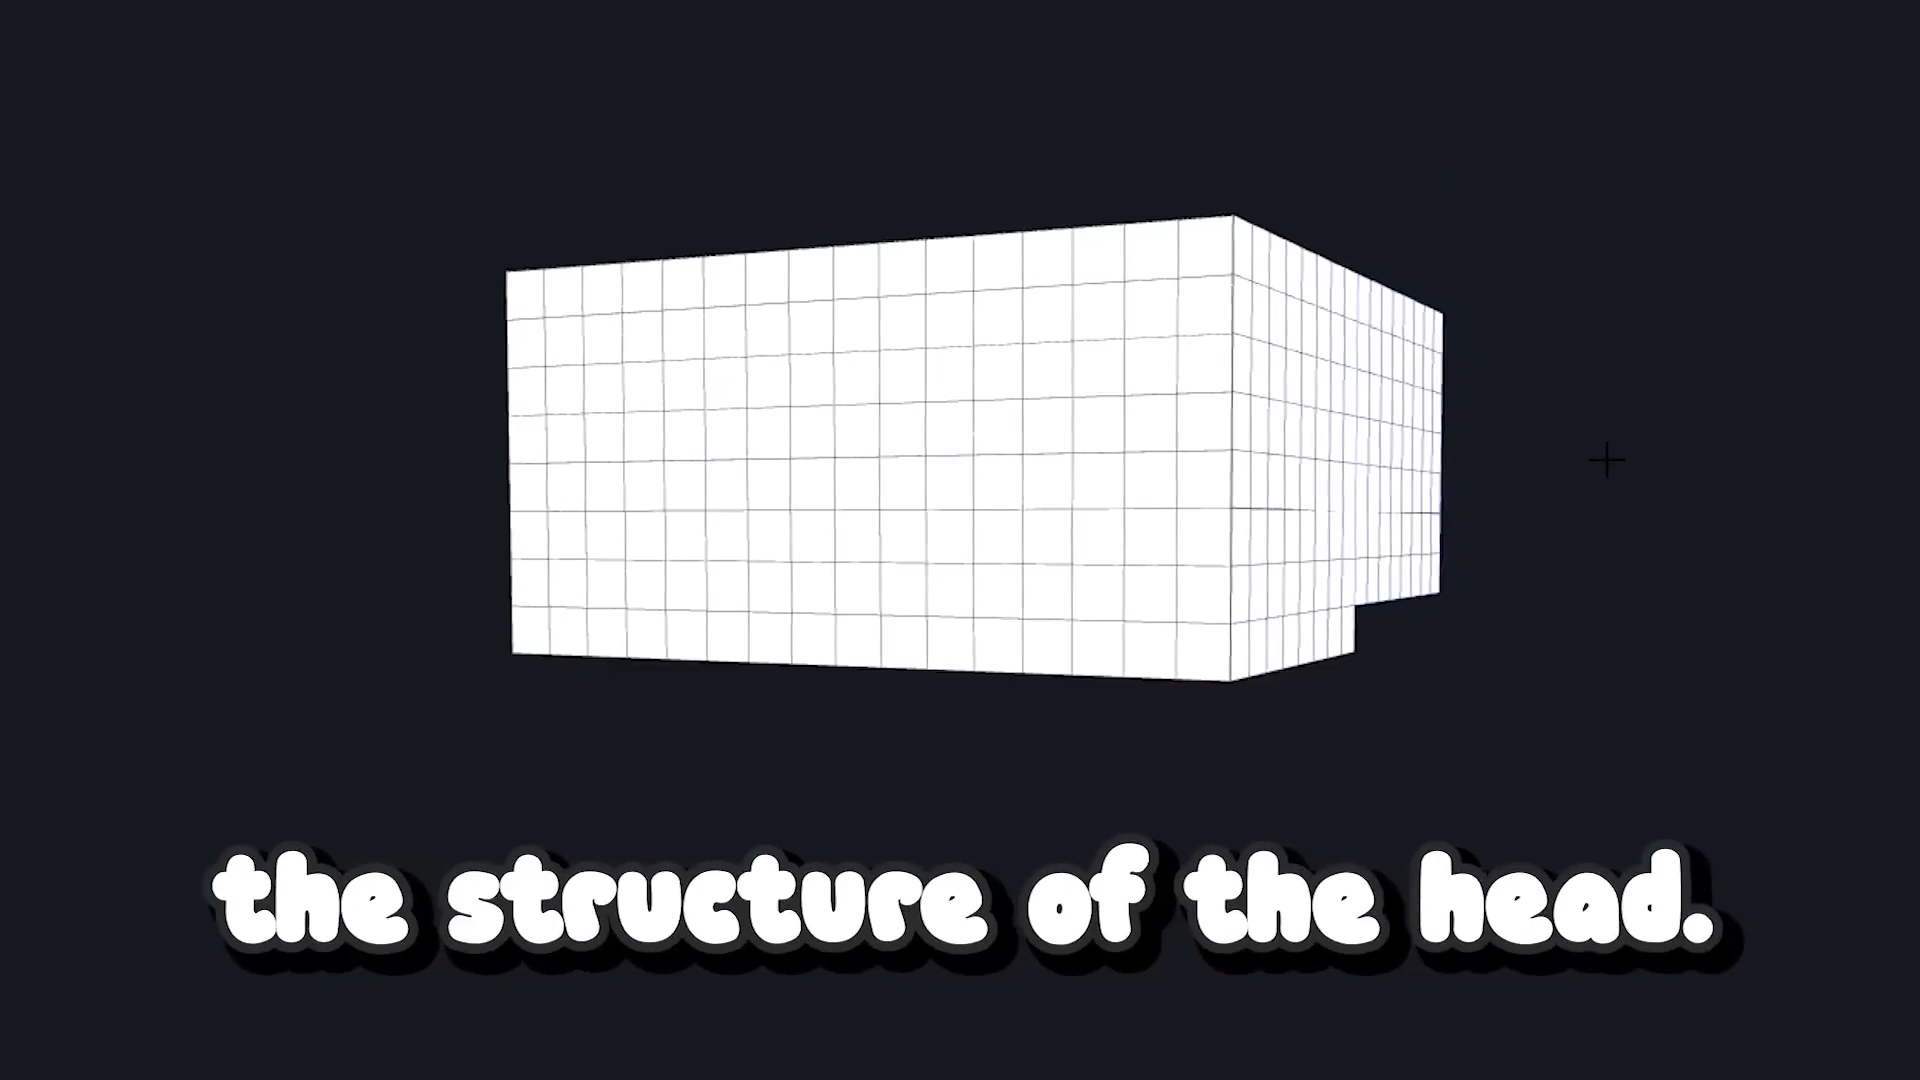 the structure of the head.